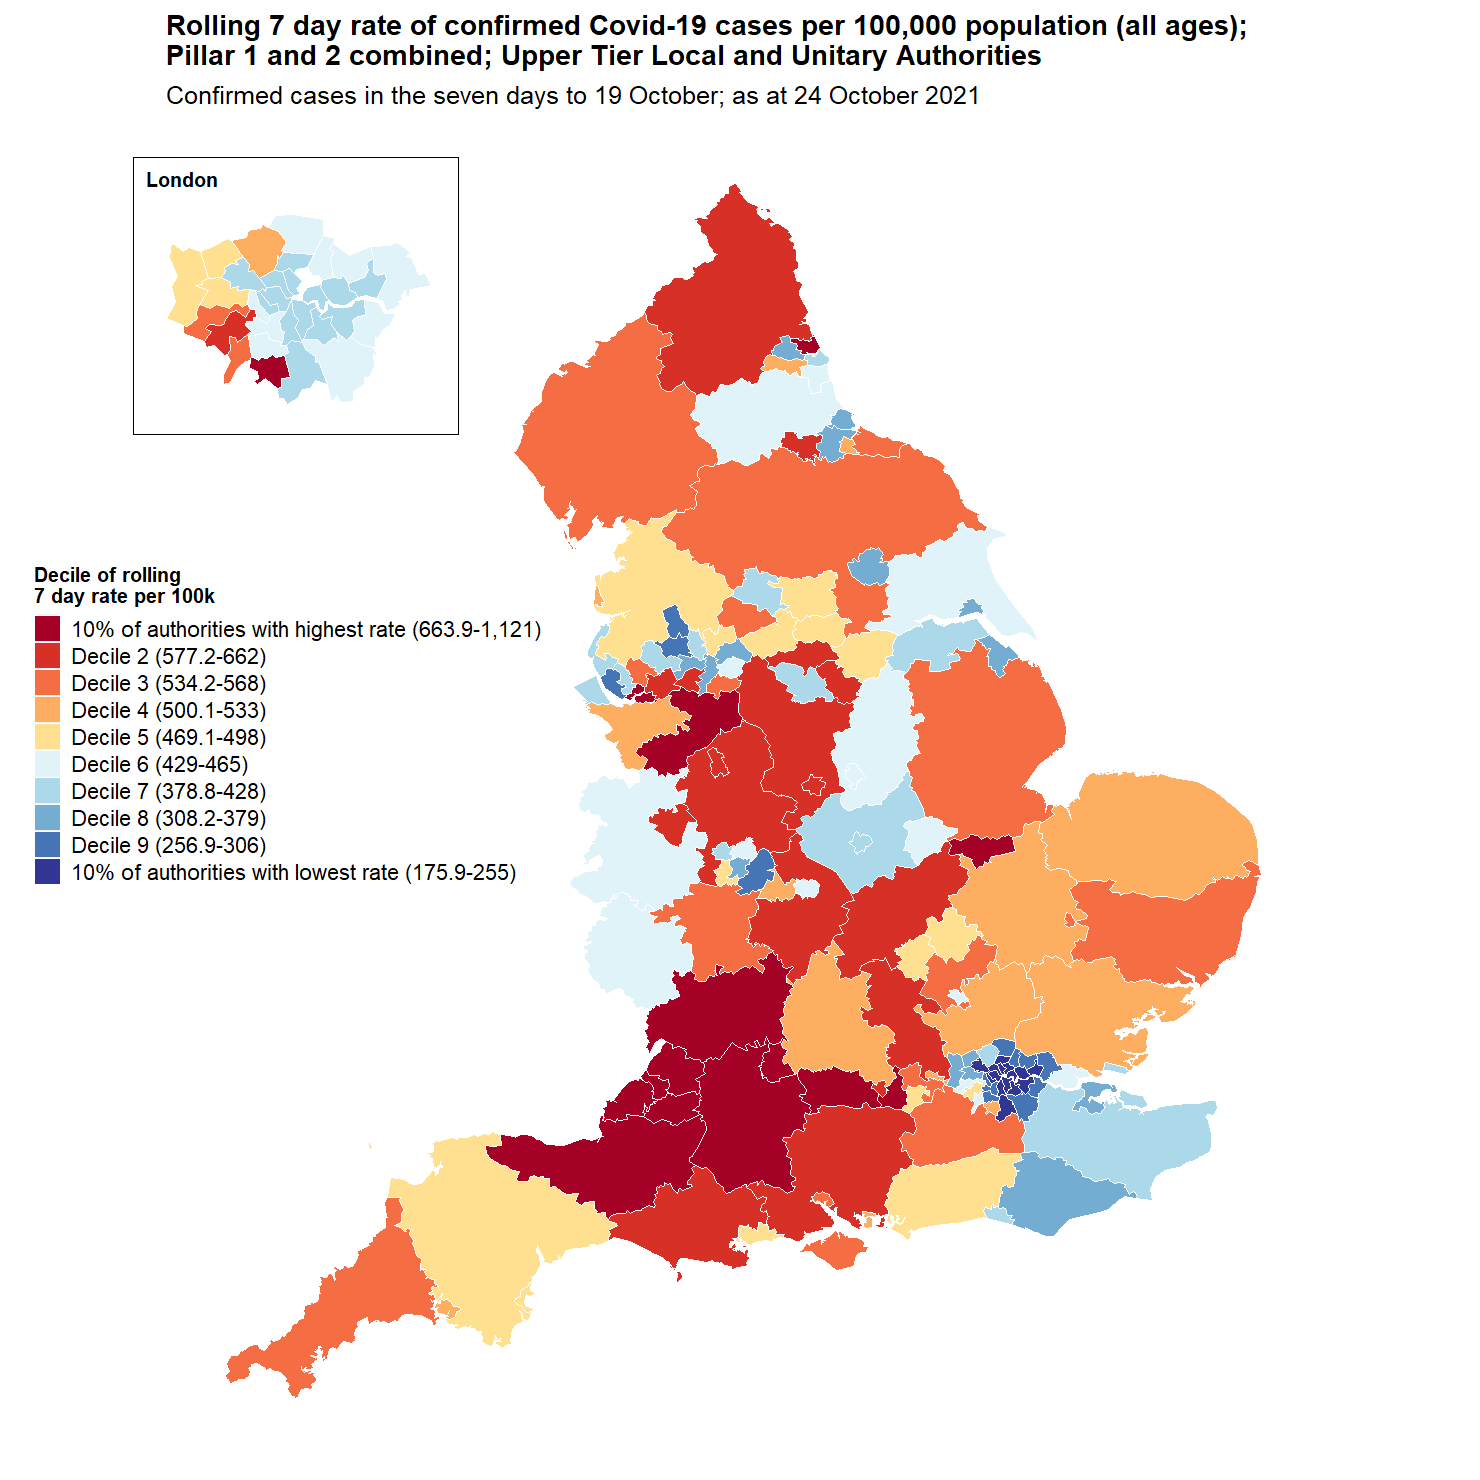 Rolling 7 day rate of confirmed Covid-19 cases per 100,000 population (all ages);
Pillar 1 and 2 combined; Upper Tier Local and Unitary Authorities
Confirmed cases in the seven days to 19 October; as at 24 October 2021
London
Decile of rolling
7 day rate per 100k
10% of authorities with highest rate (663.9-1,121)
Decile 2 (577.2-662)
Decile 3 (534.2-568)
Decile 4 (500.1-533)
Decile 5 (469.1-498)
Decile 6 (429-465)
Decile 7 (378.8-428)
Decile 8 (308.2-379)
Decile 9 (256.9-306)
10% of authorities with lowest rate (175.9-255)